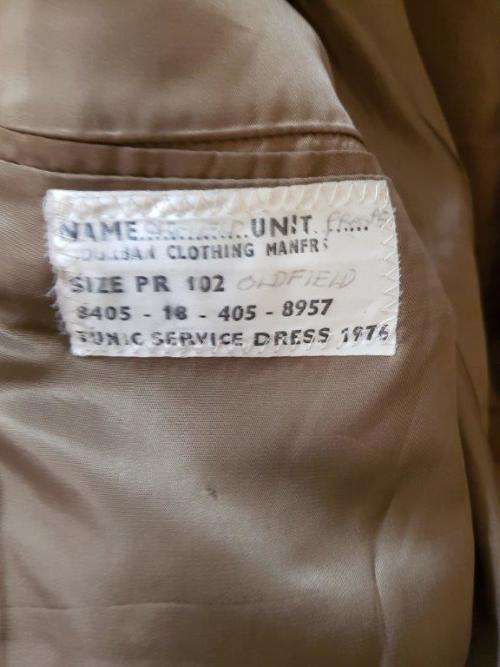 NAME.............UNIT.........
CLOTHING MANFRS
SIZE PR 102 OLDFIELD
8405 - 18 - 405 - 8957
TUNIC SERVICE DRESS 1976